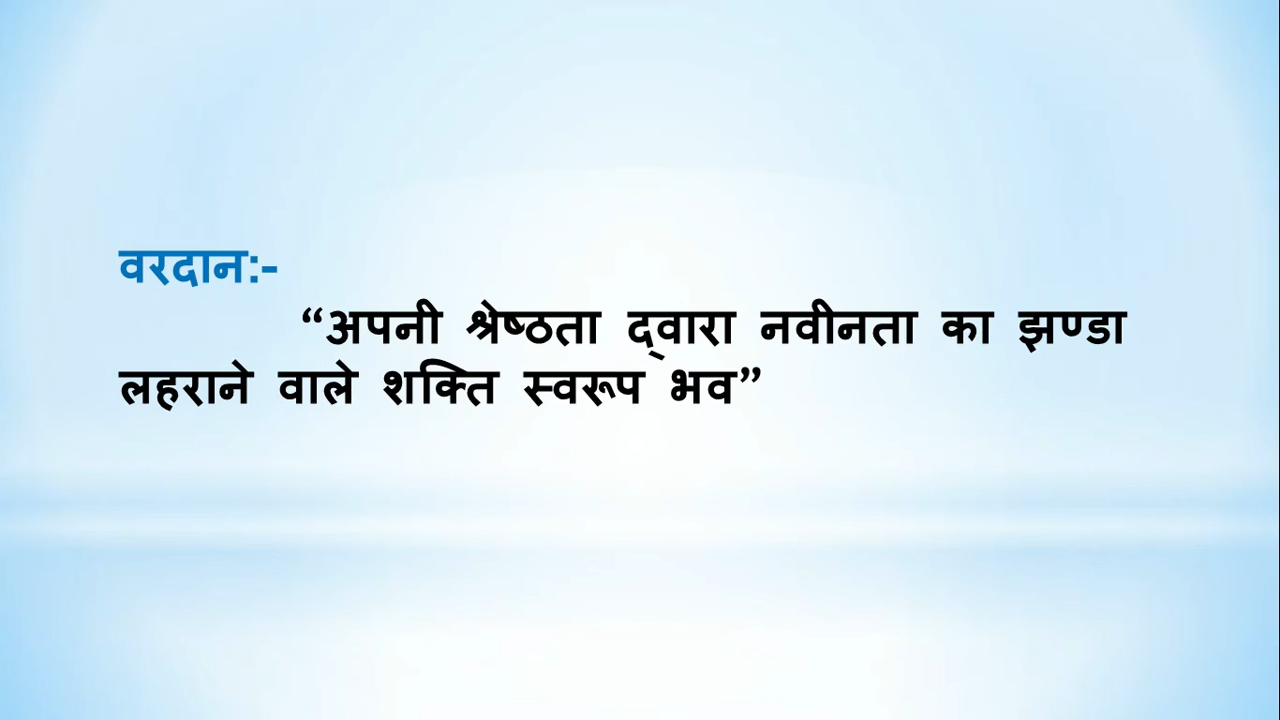 वरदान:-
“अपनी श्रेष्ठता द्वारा नवीनता का झण्डा
लहराने वाले शक्ति स्वरूप भव”